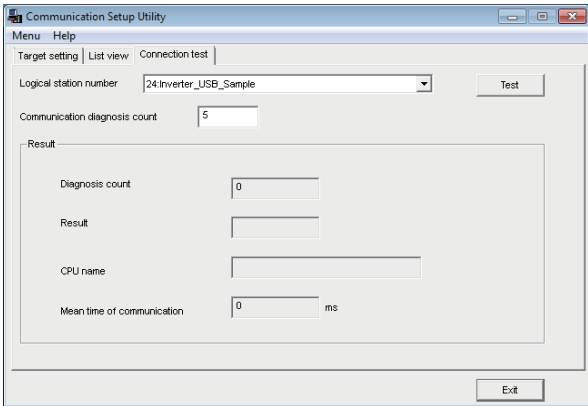 Communication Setup Utility
Menu Help
Target setting List view Connection test
Logical station number 24:Inverter_USB_Sample Test
Communication diagnosis count 5
Result
Diagnosis count 0
Result
CPU name
Mean time of communication 0 ms
Exit